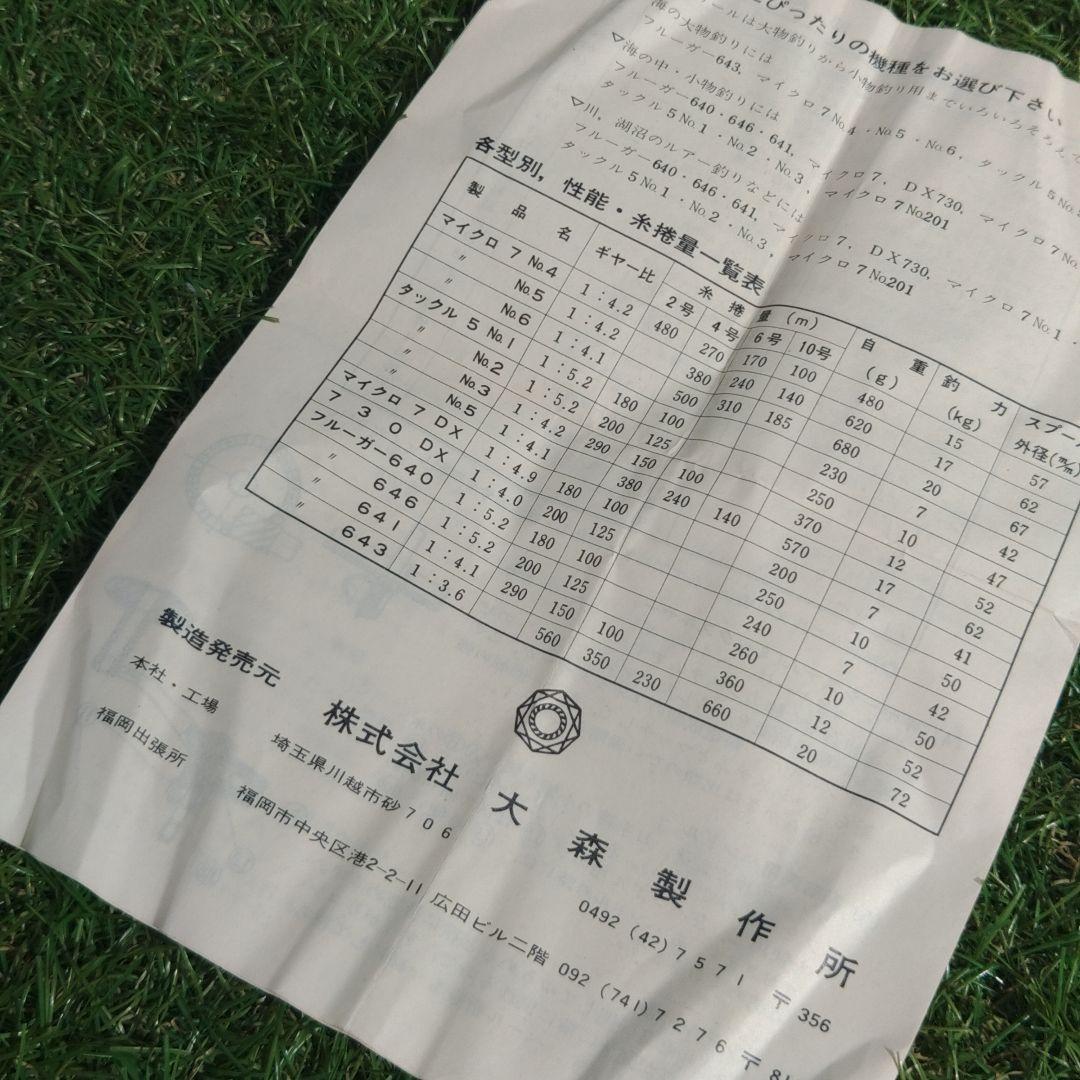 ぴったりの機種をお選び下さい
ールは大物釣りから小物釣り用までいろいろそろえて
海の大物釣りには
フルーガー643, マイクロ7No.4・No.5・No.6, タックル5No.
▽海の中・小物釣りには
フルーガー640・646・641, マイクロ7, DX730, マイクロ7No.
タックル5No.1・No.2・No.3, マイクロ7No.201
▽川, 湖沼のルアー釣りなどには
フルーガー640・646・641, マイクロ7, DX730, マイクロ7No.1・
タックル5No.1・No.2・No.3, マイクロ7No.201
各型別, 性能・糸捲量一覧表
製品名 ギヤー比 糸捲量(m) 自重(g) 釣力(kg) スプール外径(m/m)
2号 4号 6号 10号
マイクロ 7 No.4 1:4.2 480 270 170 100 480 15 57
〃 No.5 1:4.2 380 240 140 620 17 62
〃 No.6 1:4.1 500 310 185 680 20 67
タックル 5 No.1 1:5.2 180 100 230 7 42
〃 No.2 1:5.2 200 125 250 10 47
〃 No.3 1:4.2 290 150 100 370 12 52
〃 No.5 1:4.1 380 240 140 570 17 62
マイクロ 7 DX 1:4.9 180 100 200 7 41
730 DX 1:4.0 200 125 250 10 50
フルーガー640 1:5.2 180 100 240 7 42
〃 646 1:5.2 200 125 260 10 50
〃 641 1:4.1 290 150 100 360 12 52
〃 643 1:3.6 560 350 230 660 20 72
製造発売元 株式会社 大森製作所
本社・工場 埼玉県川越市砂706 0492(42)7571 〒356
福岡出張所 福岡市中央区港2-2-11 広田ビル二階 092(741)7276 〒81